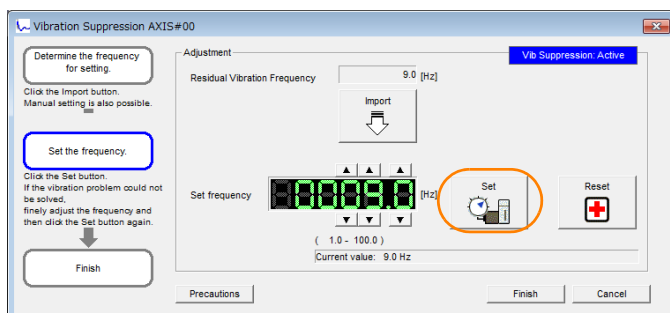 Vibration Suppression AXIS#00
Determine the frequency
for setting.
Click the Import button.
Manual setting is also possible.
Set the frequency.
Click the Set button.
If the vibration problem could not
be solved,
finely adjust the frequency and
then click the Set button again.
Finish
Adjustment
Vib Suppression: Active
Residual Vibration Frequency 9.0 [Hz]
Import
Set frequency 0009.0 [Hz]
Set
Reset
( 1.0 - 100.0 )
Current value: 9.0 Hz
Precautions
Finish
Cancel